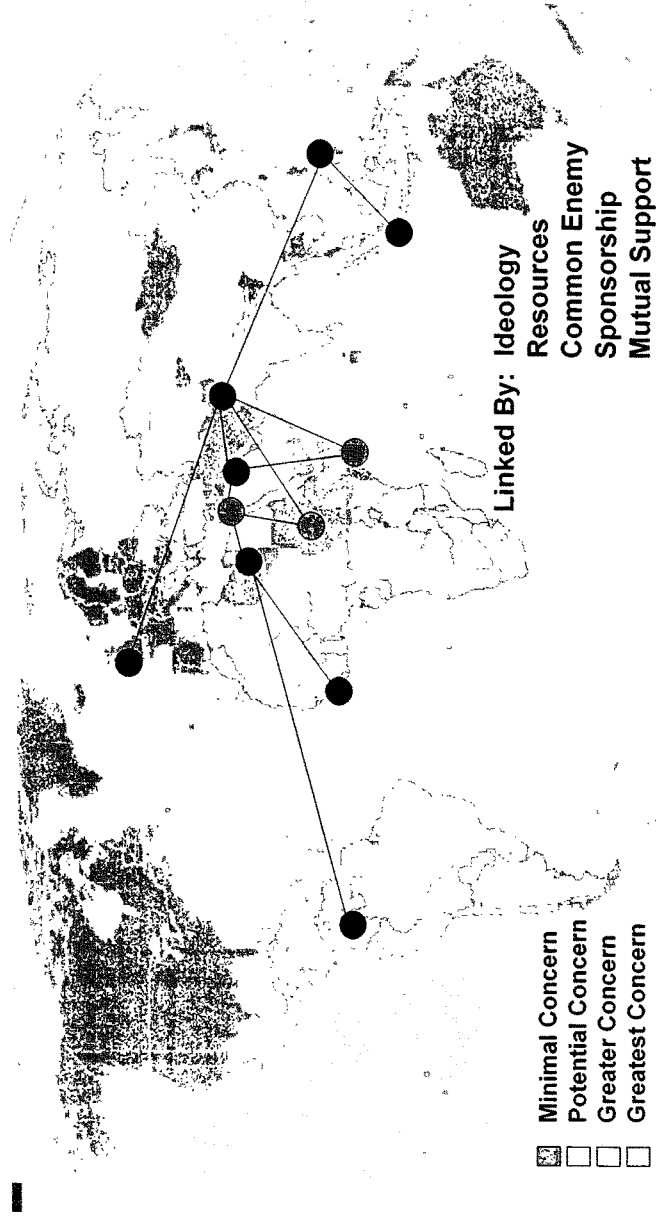 Linked By: Ideology
Resources
Common Enemy
Sponsorship
Mutual Support
Minimal Concern
Potential Concern
Greater Concern
Greatest Concern